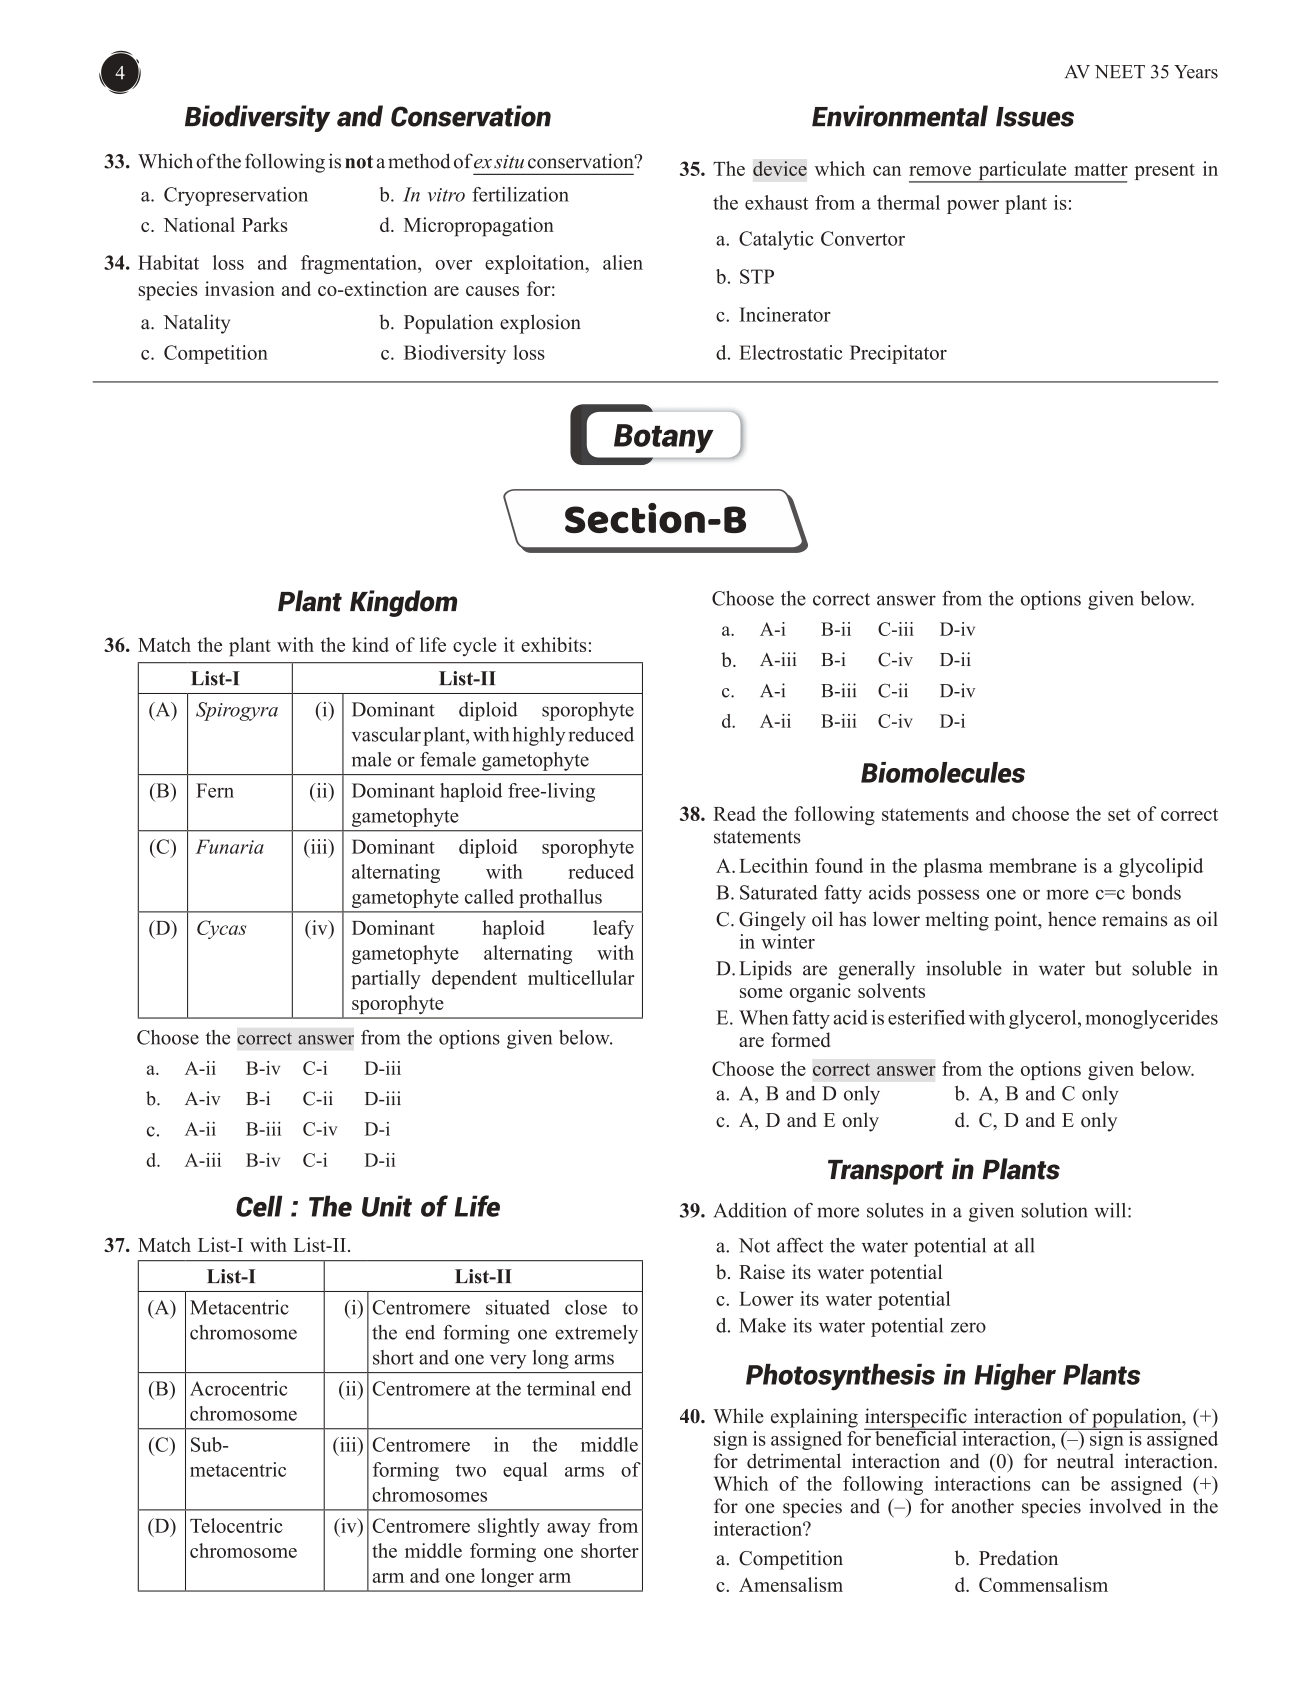 4
AV NEET 35 Years
Biodiversity and Conservation
33. Which of the following is not a method of ex situ conservation?
a. Cryopreservation b. In vitro fertilization
c. National Parks d. Micropropagation
34. Habitat loss and fragmentation, over exploitation, alien
species invasion and co-extinction are causes for:
a. Natality b. Population explosion
c. Competition c. Biodiversity loss
Environmental Issues
35. The device which can remove particulate matter present in
the exhaust from a thermal power plant is:
a. Catalytic Convertor
b. STP
c. Incinerator
d. Electrostatic Precipitator
Botany
Section-B
Plant Kingdom
36. Match the plant with the kind of life cycle it exhibits:
List-I List-II
(A) Spirogyra (i) Dominant diploid sporophyte
vascular plant, with highly reduced
male or female gametophyte
(B) Fern (ii) Dominant haploid free-living
gametophyte
(C) Funaria (iii) Dominant diploid sporophyte
alternating with reduced
gametophyte called prothallus
(D) Cycas (iv) Dominant haploid leafy
gametophyte alternating with
partially dependent multicellular
sporophyte
Choose the correct answer from the options given below.
a. A-ii B-iv C-i D-iii
b. A-iv B-i C-ii D-iii
c. A-ii B-iii C-iv D-i
d. A-iii B-iv C-i D-ii
Cell : The Unit of Life
37. Match List-I with List-II.
List-I List-II
(A) Metacentric (i) Centromere situated close to
chromosome the end forming one extremely
short and one very long arms
(B) Acrocentric (ii) Centromere at the terminal end
chromosome
(C) Sub- (iii) Centromere in the middle
metacentric forming two equal arms of
chromosomes
(D) Telocentric (iv) Centromere slightly away from
chromosome the middle forming one shorter
arm and one longer arm
Choose the correct answer from the options given below.
a. A-i B-ii C-iii D-iv
b. A-iii B-i C-iv D-ii
c. A-i B-iii C-ii D-iv
d. A-ii B-iii C-iv D-i
Biomolecules
38. Read the following statements and choose the set of correct
statements
A. Lecithin found in the plasma membrane is a glycolipid
B. Saturated fatty acids possess one or more c=c bonds
C. Gingely oil has lower melting point, hence remains as oil
in winter
D. Lipids are generally insoluble in water but soluble in
some organic solvents
E. When fatty acid is esterified with glycerol, monoglycerides
are formed
Choose the correct answer from the options given below.
a. A, B and D only b. A, B and C only
c. A, D and E only d. C, D and E only
Transport in Plants
39. Addition of more solutes in a given solution will:
a. Not affect the water potential at all
b. Raise its water potential
c. Lower its water potential
d. Make its water potential zero
Photosynthesis in Higher Plants
40. While explaining interspecific interaction of population, (+)
sign is assigned for beneficial interaction, (–) sign is assigned
for detrimental interaction and (0) for neutral interaction.
Which of the following interactions can be assigned (+)
for one species and (–) for another species involved in the
interaction?
a. Competition b. Predation
c. Amensalism d. Commensalism